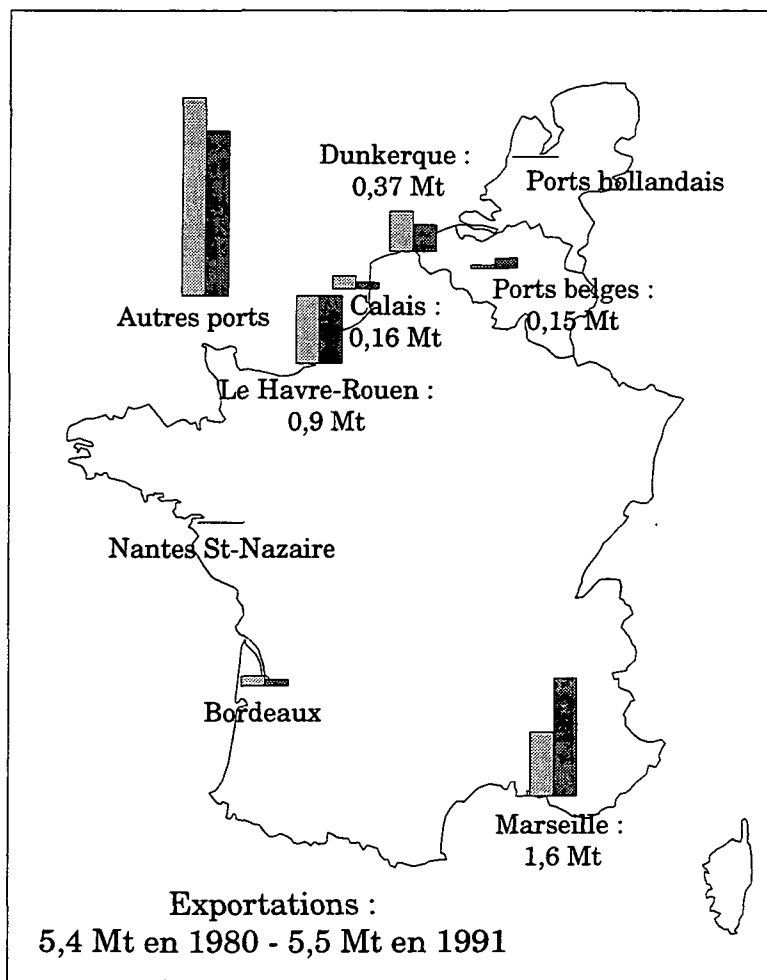 Dunkerque :
0,37 Mt
Ports hollandais
Autres ports
Calais :
0,16 Mt
Ports belges :
0,15 Mt
Le Havre-Rouen :
0,9 Mt
Nantes St-Nazaire
Bordeaux
Marseille :
1,6 Mt
Exportations :
5,4 Mt en 1980 - 5,5 Mt en 1991